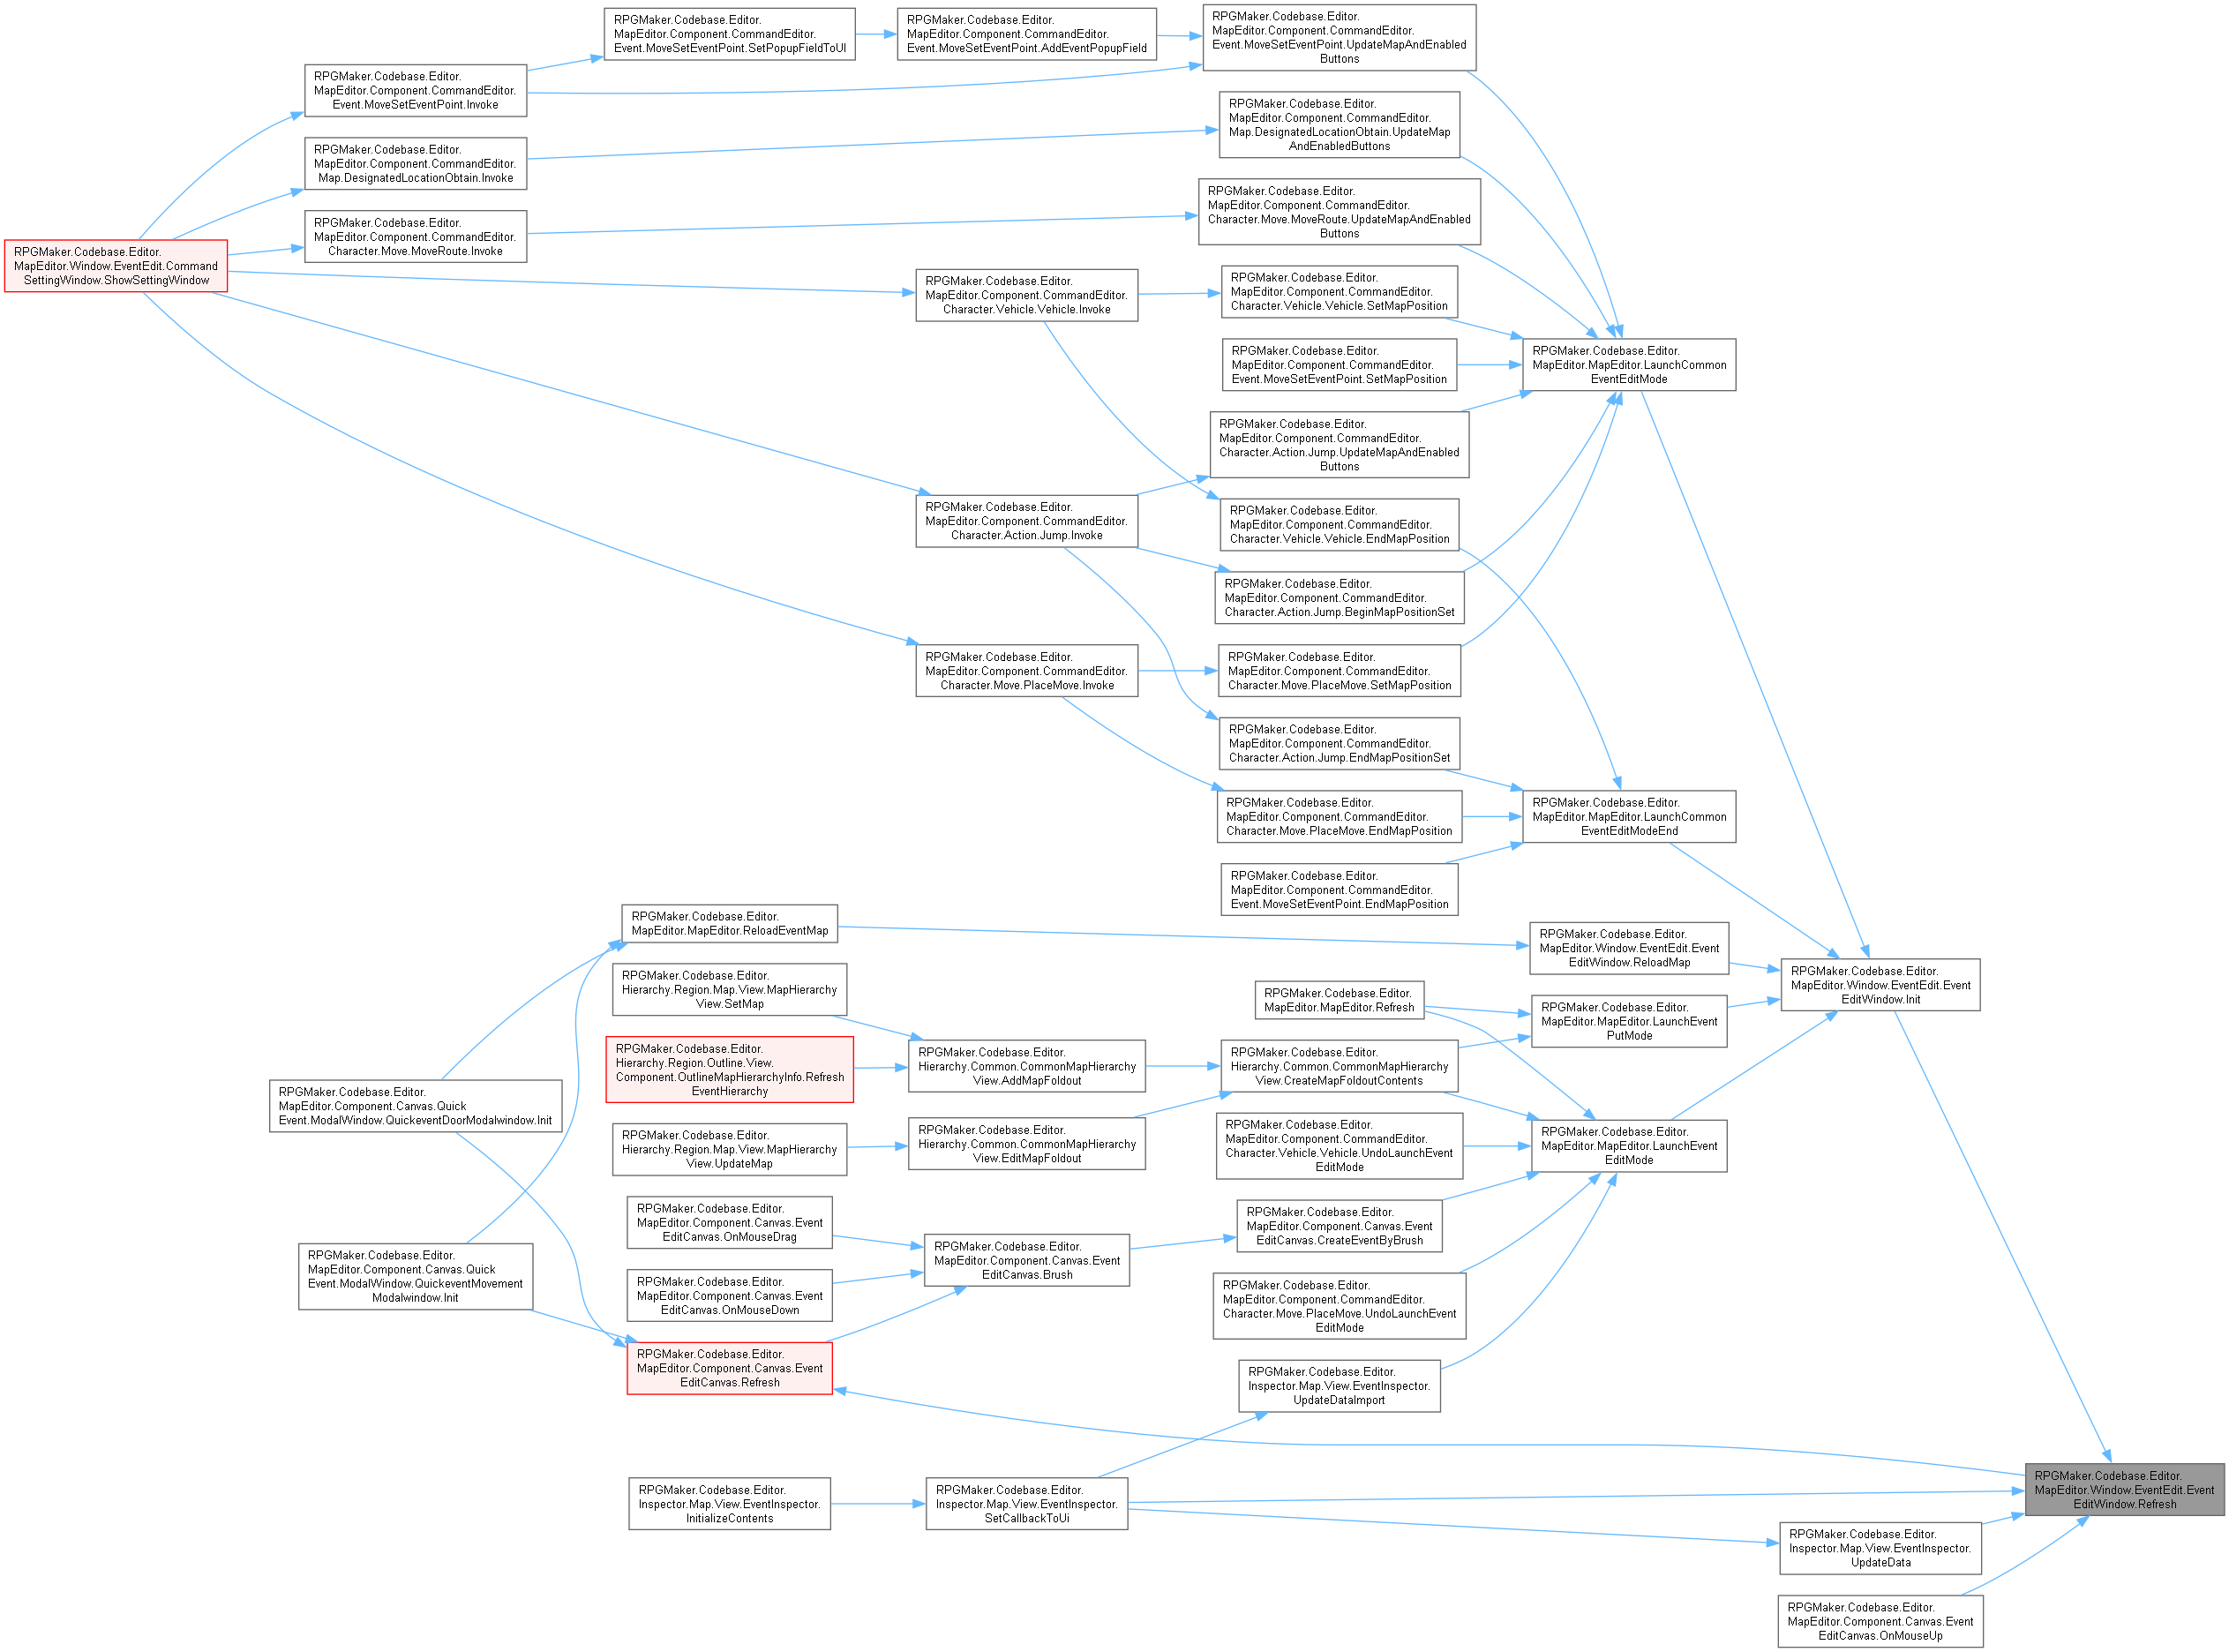 RPGMaker.Codebase.Editor.
MapEditor.Component.CommandEditor.
Event.MoveSetEventPoint.SetPopupFieldToUI
RPGMaker.Codebase.Editor.
MapEditor.Component.CommandEditor.
Event.MoveSetEventPoint.AddEventPopupField
RPGMaker.Codebase.Editor.
MapEditor.Component.CommandEditor.
Event.MoveSetEventPoint.UpdateMapAndEnabled
Buttons
RPGMaker.Codebase.Editor.
MapEditor.Component.CommandEditor.
Event.MoveSetEventPoint.Invoke
RPGMaker.Codebase.Editor.
MapEditor.Component.CommandEditor.
Map.DesignatedLocationObtain.UpdateMap
AndEnabledButtons
RPGMaker.Codebase.Editor.
MapEditor.Component.CommandEditor.
Map.DesignatedLocationObtain.Invoke
RPGMaker.Codebase.Editor.
MapEditor.Component.CommandEditor.
Character.Move.MoveRoute.UpdateMapAndEnabled
Buttons
RPGMaker.Codebase.Editor.
MapEditor.Component.CommandEditor.
Character.Move.MoveRoute.Invoke
RPGMaker.Codebase.Editor.
MapEditor.Window.EventEdit.Command
SettingWindow.ShowSettingWindow
RPGMaker.Codebase.Editor.
MapEditor.Component.CommandEditor.
Character.Vehicle.Vehicle.Invoke
RPGMaker.Codebase.Editor.
MapEditor.Component.CommandEditor.
Character.Vehicle.Vehicle.SetMapPosition
RPGMaker.Codebase.Editor.
MapEditor.Component.CommandEditor.
Event.MoveSetEventPoint.SetMapPosition
RPGMaker.Codebase.Editor.
MapEditor.MapEditor.LaunchCommon
EventEditMode
RPGMaker.Codebase.Editor.
MapEditor.Component.CommandEditor.
Character.Action.Jump.UpdateMapAndEnabled
Buttons
RPGMaker.Codebase.Editor.
MapEditor.Component.CommandEditor.
Character.Action.Jump.Invoke
RPGMaker.Codebase.Editor.
MapEditor.Component.CommandEditor.
Character.Vehicle.Vehicle.EndMapPosition
RPGMaker.Codebase.Editor.
MapEditor.Component.CommandEditor.
Character.Action.Jump.BeginMapPositionSet
RPGMaker.Codebase.Editor.
MapEditor.Component.CommandEditor.
Character.Move.PlaceMove.Invoke
RPGMaker.Codebase.Editor.
MapEditor.Component.CommandEditor.
Character.Move.PlaceMove.SetMapPosition
RPGMaker.Codebase.Editor.
MapEditor.Component.CommandEditor.
Character.Action.Jump.EndMapPositionSet
RPGMaker.Codebase.Editor.
MapEditor.Component.CommandEditor.
Character.Move.PlaceMove.EndMapPosition
RPGMaker.Codebase.Editor.
MapEditor.MapEditor.LaunchCommon
EventEditModeEnd
RPGMaker.Codebase.Editor.
MapEditor.Component.CommandEditor.
Event.MoveSetEventPoint.EndMapPosition
RPGMaker.Codebase.Editor.
MapEditor.MapEditor.ReloadEventMap
RPGMaker.Codebase.Editor.
MapEditor.Window.EventEdit.Event
EditWindow.ReloadMap
RPGMaker.Codebase.Editor.
Hierarchy.Region.Map.View.MapHierarchy
View.SetMap
RPGMaker.Codebase.Editor.
MapEditor.MapEditor.Refresh
RPGMaker.Codebase.Editor.
MapEditor.MapEditor.LaunchEvent
PutMode
RPGMaker.Codebase.Editor.
MapEditor.Window.EventEdit.Event
EditWindow.Init
RPGMaker.Codebase.Editor.
Hierarchy.Region.Outline.View.
Component.OutlineMapHierarchyInfo.Refresh
EventHierarchy
RPGMaker.Codebase.Editor.
Hierarchy.Common.CommonMapHierarchy
View.AddMapFoldout
RPGMaker.Codebase.Editor.
Hierarchy.Common.CommonMapHierarchy
View.CreateMapFoldoutContents
RPGMaker.Codebase.Editor.
MapEditor.Component.Canvas.Quick
Event.ModalWindow.QuickeventDoorModalwindow.Init
RPGMaker.Codebase.Editor.
Hierarchy.Region.Map.View.MapHierarchy
View.UpdateMap
RPGMaker.Codebase.Editor.
Hierarchy.Common.CommonMapHierarchy
View.EditMapFoldout
RPGMaker.Codebase.Editor.
MapEditor.Component.CommandEditor.
Character.Vehicle.Vehicle.UndoLaunchEvent
EditMode
RPGMaker.Codebase.Editor.
MapEditor.MapEditor.LaunchEvent
EditMode
RPGMaker.Codebase.Editor.
MapEditor.Component.Canvas.Event
EditCanvas.OnMouseDrag
RPGMaker.Codebase.Editor.
MapEditor.Component.Canvas.Event
EditCanvas.CreateEventByBrush
RPGMaker.Codebase.Editor.
MapEditor.Component.Canvas.Quick
Event.ModalWindow.QuickeventMovement
Modalwindow.Init
RPGMaker.Codebase.Editor.
MapEditor.Component.Canvas.Event
EditCanvas.OnMouseDown
RPGMaker.Codebase.Editor.
MapEditor.Component.Canvas.Event
EditCanvas.Brush
RPGMaker.Codebase.Editor.
MapEditor.Component.CommandEditor.
Character.Move.PlaceMove.UndoLaunchEvent
EditMode
RPGMaker.Codebase.Editor.
MapEditor.Component.Canvas.Event
EditCanvas.Refresh
RPGMaker.Codebase.Editor.
Inspector.Map.View.EventInspector.
UpdateDataImport
RPGMaker.Codebase.Editor.
Inspector.Map.View.EventInspector.
InitializeContents
RPGMaker.Codebase.Editor.
Inspector.Map.View.EventInspector.
SetCallbackToUi
RPGMaker.Codebase.Editor.
MapEditor.Window.EventEdit.Event
EditWindow.Refresh
RPGMaker.Codebase.Editor.
Inspector.Map.View.EventInspector.
UpdateData
RPGMaker.Codebase.Editor.
MapEditor.Component.Canvas.Event
EditCanvas.OnMouseUp